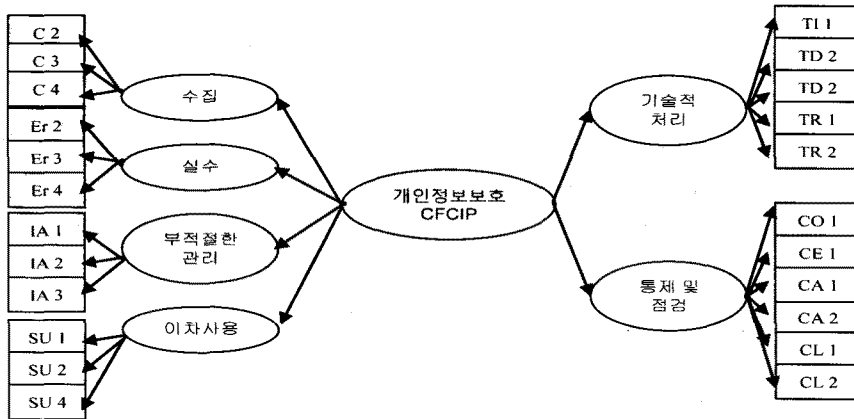 C 2
C 3
C 4
Er 2
Er 3
Er 4
IA 1
IA 2
IA 3
SU 1
SU 2
SU 4
수집
실수
부적절한
관리
이차사용
개인정보보호
CFCIP
기술적
처리
통제 및
점검
TI 1
TD 2
TD 2
TR 1
TR 2
CO 1
CE 1
CA 1
CA 2
CL 1
CL 2